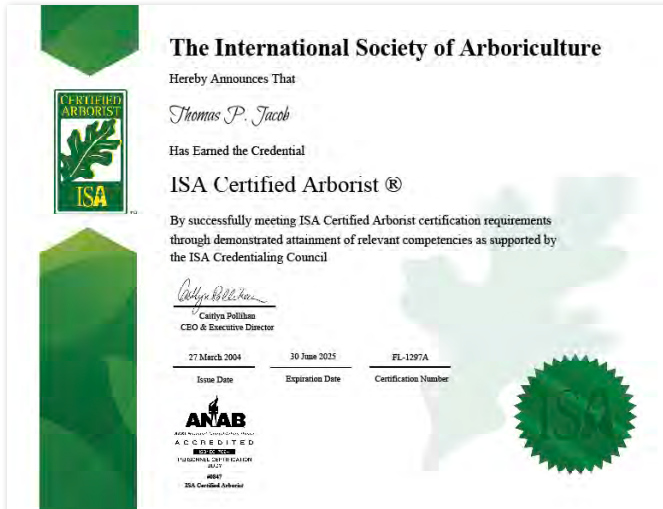 The International Society of Arboriculture
Hereby Announces That
Thomas P. Jacob
Has Earned the Credential
ISA Certified Arborist ®
By successfully meeting ISA Certified Arborist certification requirements
through demonstrated attainment of relevant competencies as supported by
the ISA Credentialing Council
CERTIFIED
ARBORIST
ISA
Caitlyn Pollihan
Caitlyn Pollihan
CEO & Executive Director
27 March 2004 30 June 2025 FL-1297A
Issue Date Expiration Date Certification Number
ANAB
ACCREDITED
PERSONNEL CERTIFICATION
BODY
#0847
ISA Certified Arborist
ISA